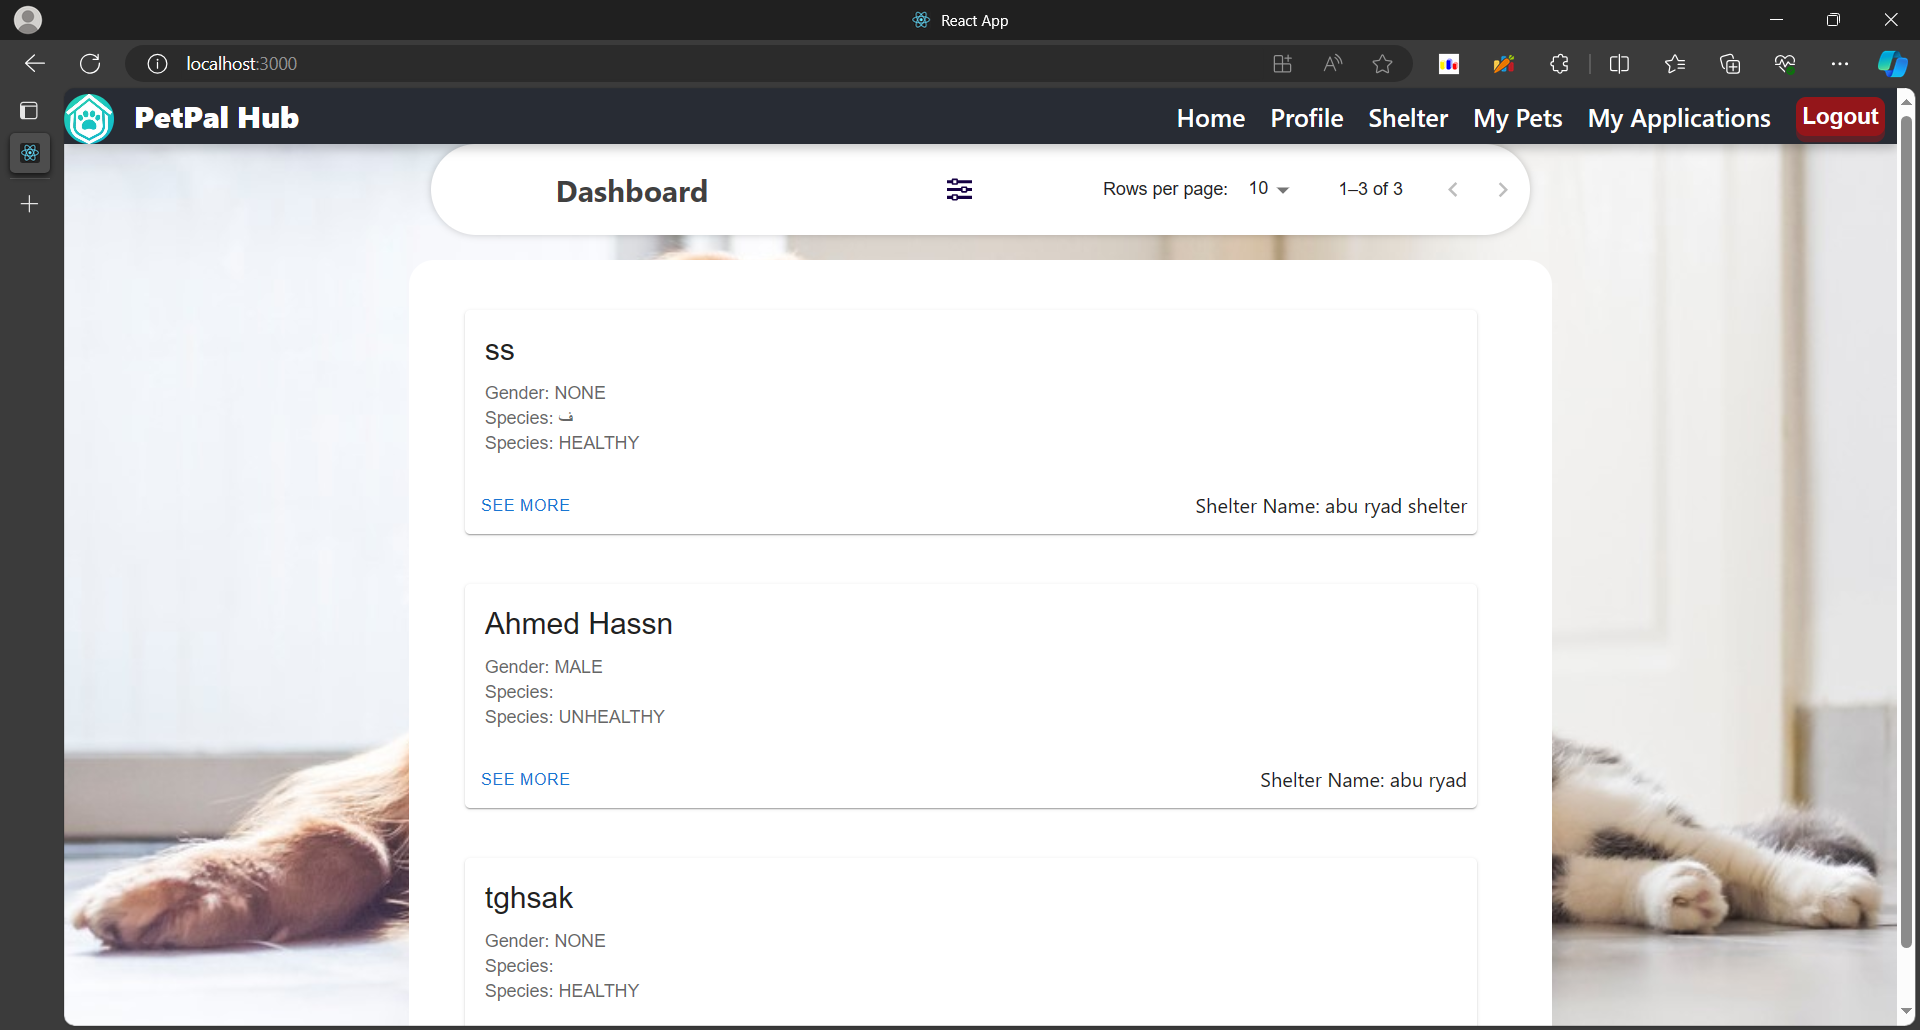 React App
localhost:3000
PetPal Hub
Home Profile Shelter My Pets My Applications Logout
Dashboard
Rows per page: 10 1–3 of 3
ss
Gender: NONE
Species: ف
Species: HEALTHY
SEE MORE
Shelter Name: abu ryad shelter
Ahmed Hassn
Gender: MALE
Species:
Species: UNHEALTHY
SEE MORE
Shelter Name: abu ryad
tghsak
Gender: NONE
Species:
Species: HEALTHY